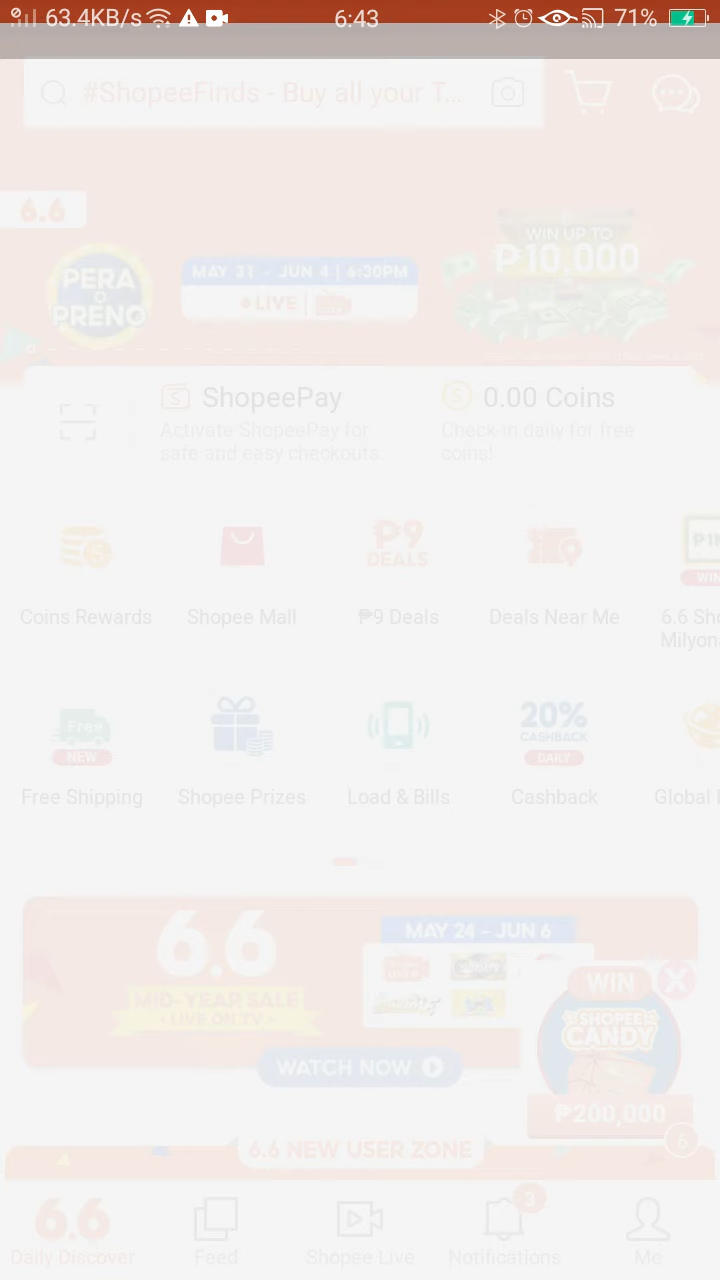 63.4KB/s 6:43 71%
#ShopeeFinds - Buy all your T...
6.6
PERA
O
PRENO
MAY 31 - JUN 4 | 6:30PM
LIVE
WIN UP TO
₱10,000
ShopeePay
Activate ShopeePay for
safe and easy checkouts.
0.00 Coins
Check-in daily for free
coins!
₱9
DEALS
WIN
Coins Rewards
Shopee Mall
₱9 Deals
Deals Near Me
6.6 Sho
Milyona
Free
NEW
20%
CASHBACK
DAILY
Free Shipping
Shopee Prizes
Load & Bills
Cashback
Global
6.6
MID-YEAR SALE
• LIVE ON TV •
MAY 24 - JUN 6
WATCH NOW
WIN
SHOPEE
CANDY
₱200,000
6
6.6 NEW USER ZONE
6.6
3
Daily Discover
Feed
Shopee Live
Notifications
Me